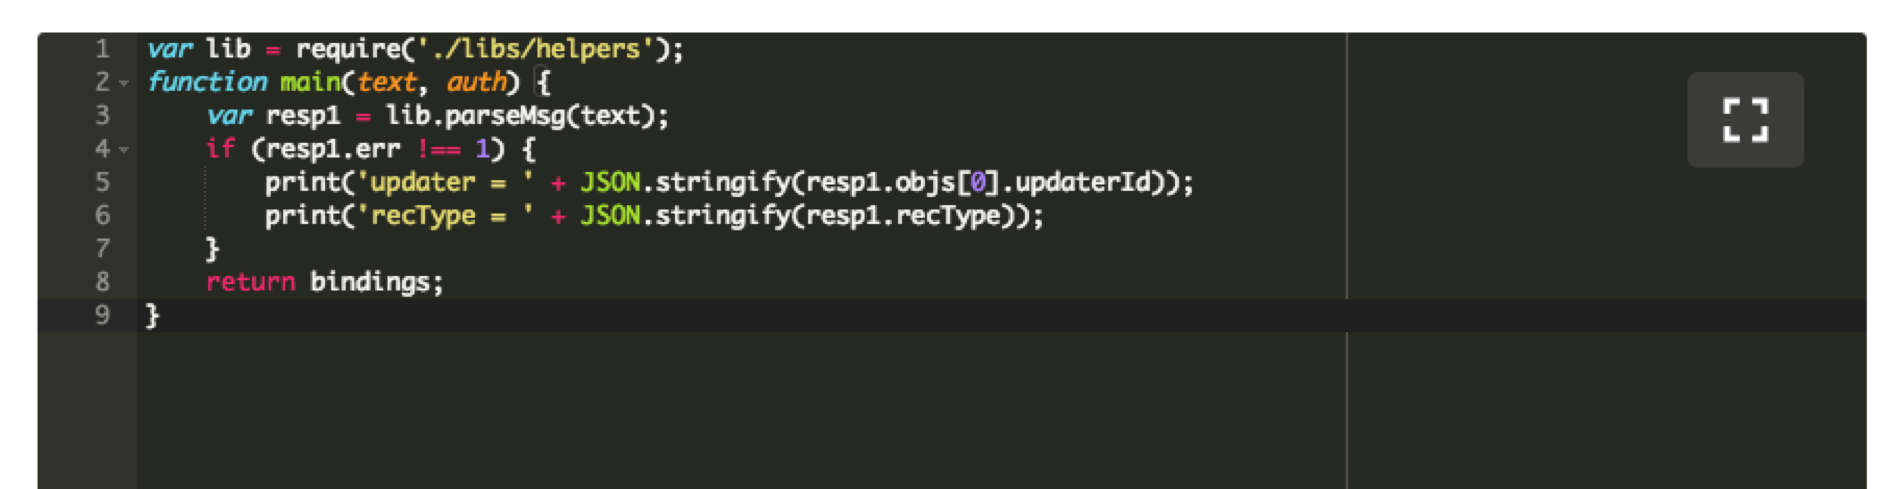 1 var lib = require('./libs/helpers');
2 function main(text, auth) {
3 var resp1 = lib.parseMsg(text);
4 if (resp1.err !== 1) {
5 print('updater = ' + JSON.stringify(resp1.objs[0].updaterId));
6 print('recType = ' + JSON.stringify(resp1.recType));
7 }
8 return bindings;
9 }